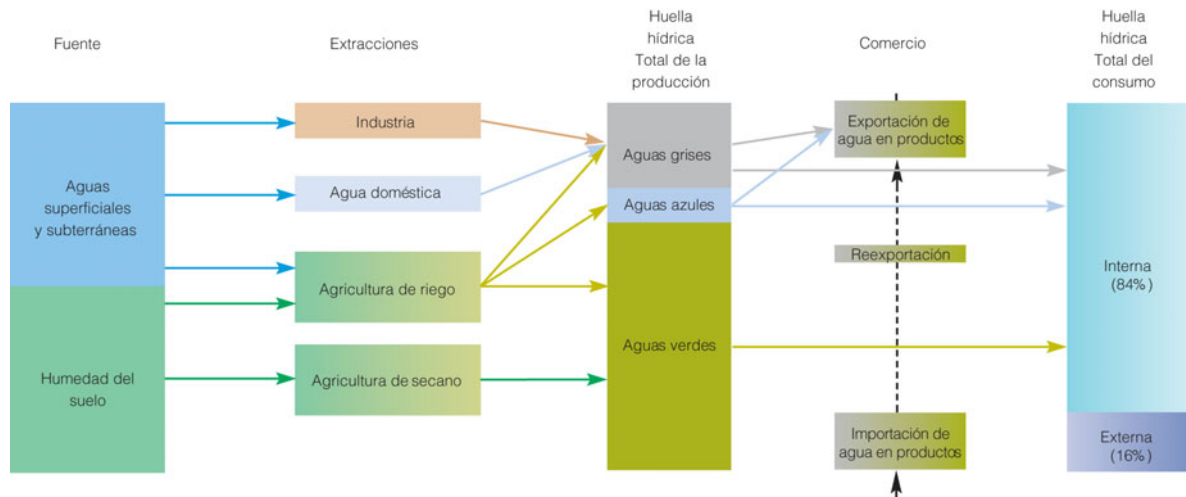 Fuente
Extracciones
Huella
hídrica
Total de la
producción
Comercio
Huella
hídrica
Total del
consumo
Aguas
superficiales
y subterráneas
Humedad del
suelo
Industria
Agua doméstica
Agricultura de riego
Agricultura de secano
Aguas grises
Aguas azules
Aguas verdes
Exportación de
agua en productos
Reexportación
Importación de
agua en productos
Interna
(84%)
Externa
(16%)